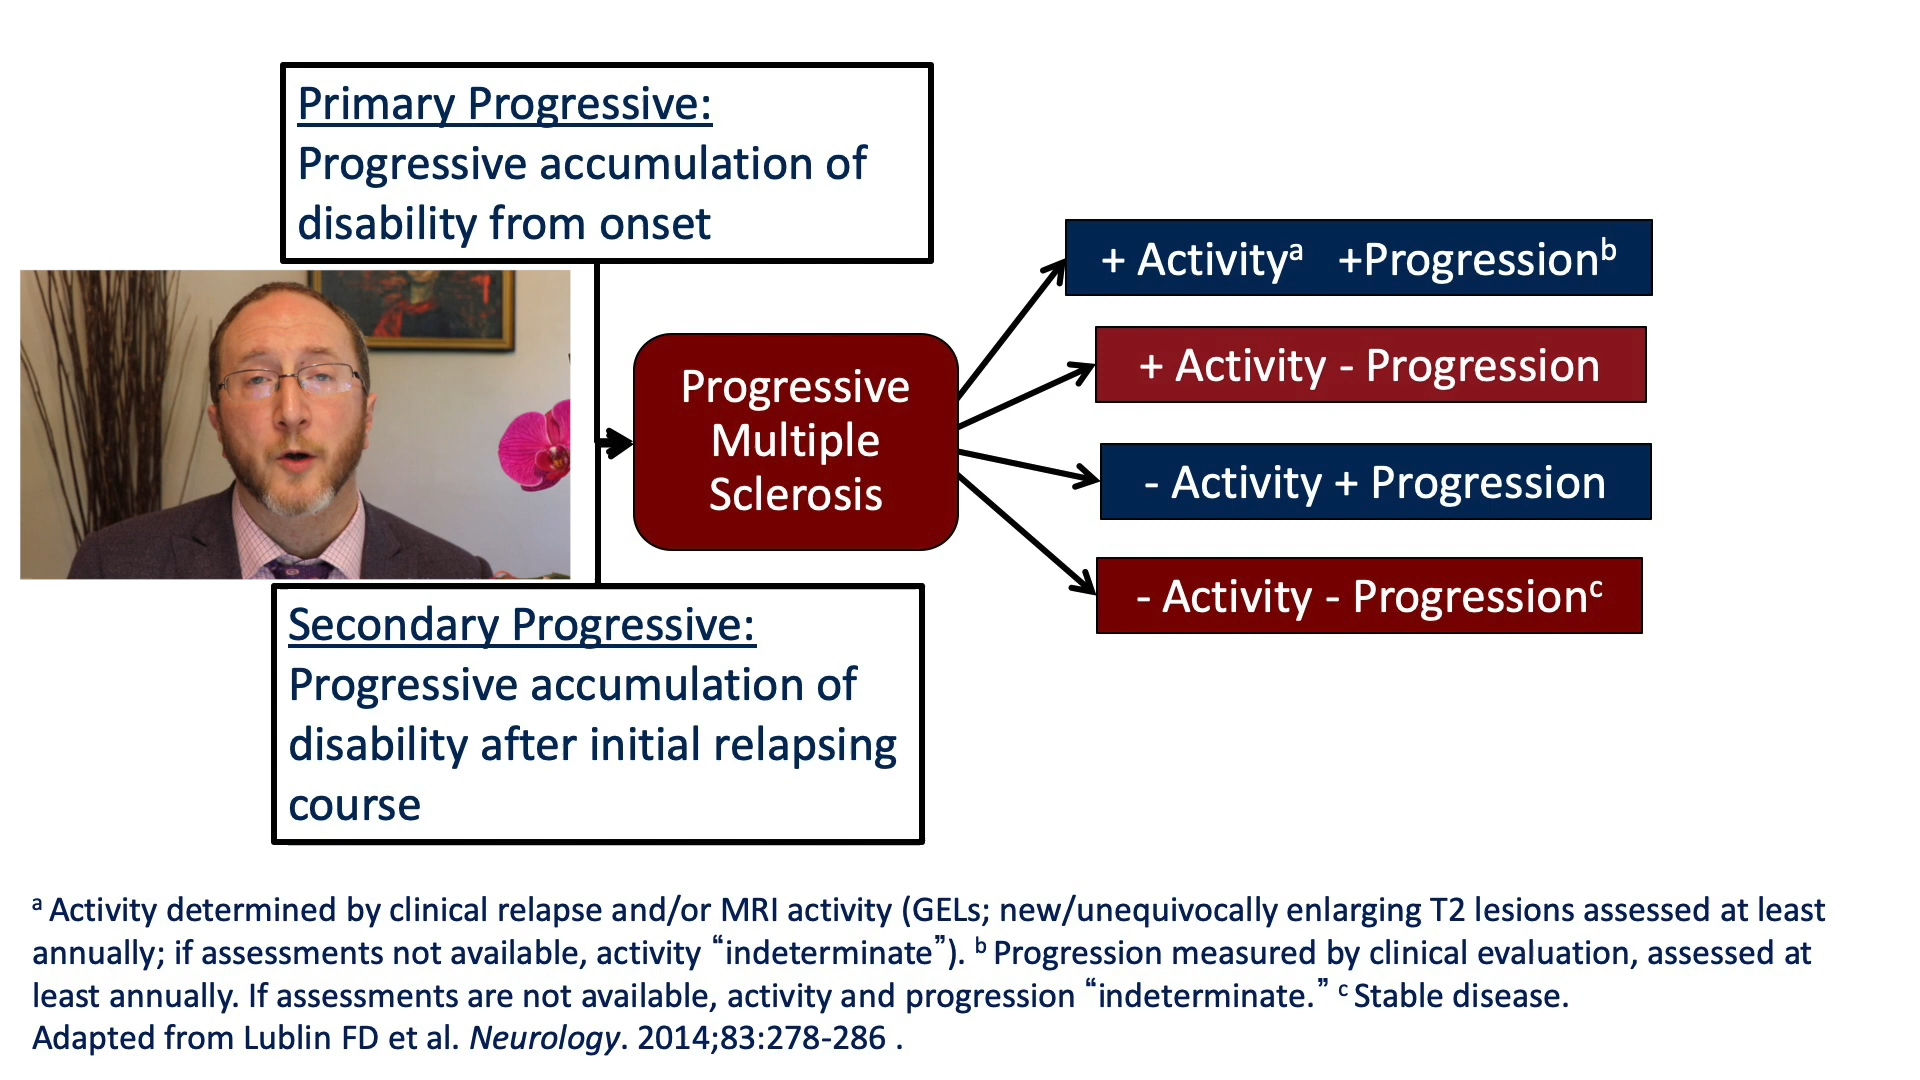 Primary Progressive:
Progressive accumulation of
disability from onset
Progressive
Multiple
Sclerosis
+ Activityᵃ +Progressionᵇ
+ Activity - Progression
- Activity + Progression
- Activity - Progressionᶜ
Secondary Progressive:
Progressive accumulation of
disability after initial relapsing
course
ᵃ Activity determined by clinical relapse and/or MRI activity (GELs; new/unequivocally enlarging T2 lesions assessed at least
annually; if assessments not available, activity “indeterminate”). ᵇ Progression measured by clinical evaluation, assessed at
least annually. If assessments are not available, activity and progression “indeterminate.” ᶜ Stable disease.
Adapted from Lublin FD et al. Neurology. 2014;83:278-286 .